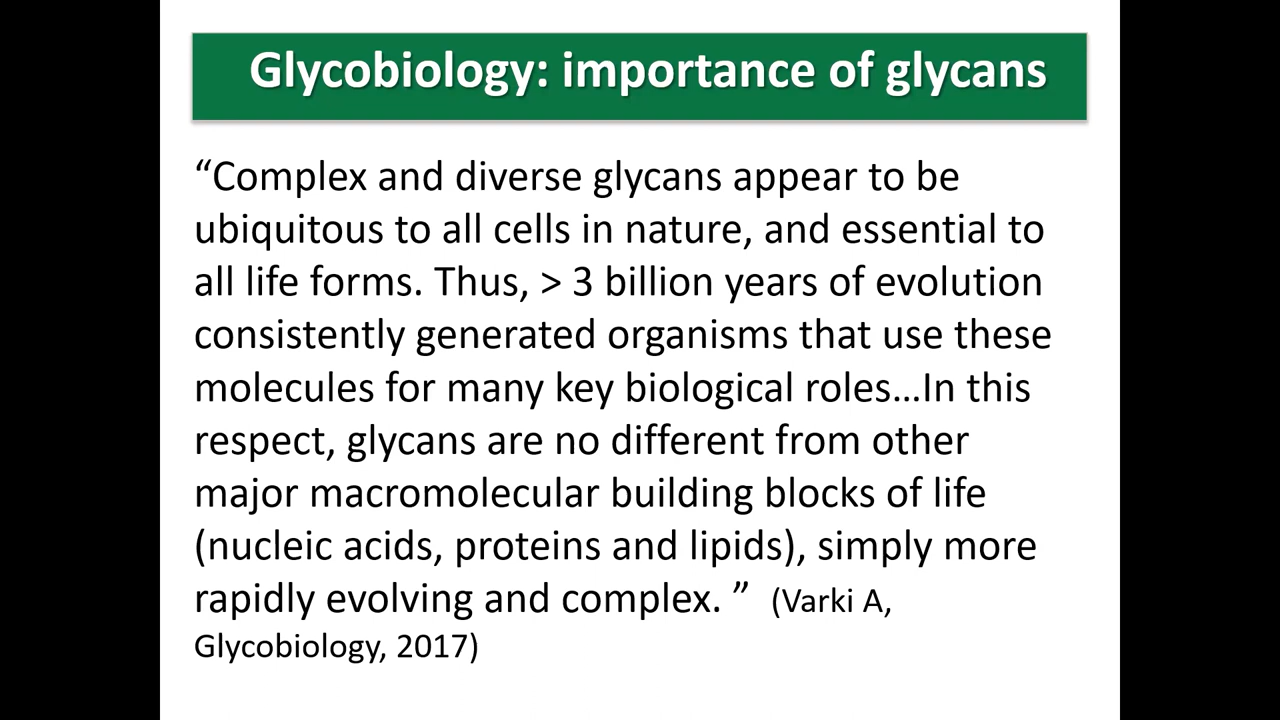 Glycobiology: importance of glycans
“Complex and diverse glycans appear to be
ubiquitous to all cells in nature, and essential to
all life forms. Thus, > 3 billion years of evolution
consistently generated organisms that use these
molecules for many key biological roles…In this
respect, glycans are no different from other
major macromolecular building blocks of life
(nucleic acids, proteins and lipids), simply more
rapidly evolving and complex. ” (Varki A,
Glycobiology, 2017)